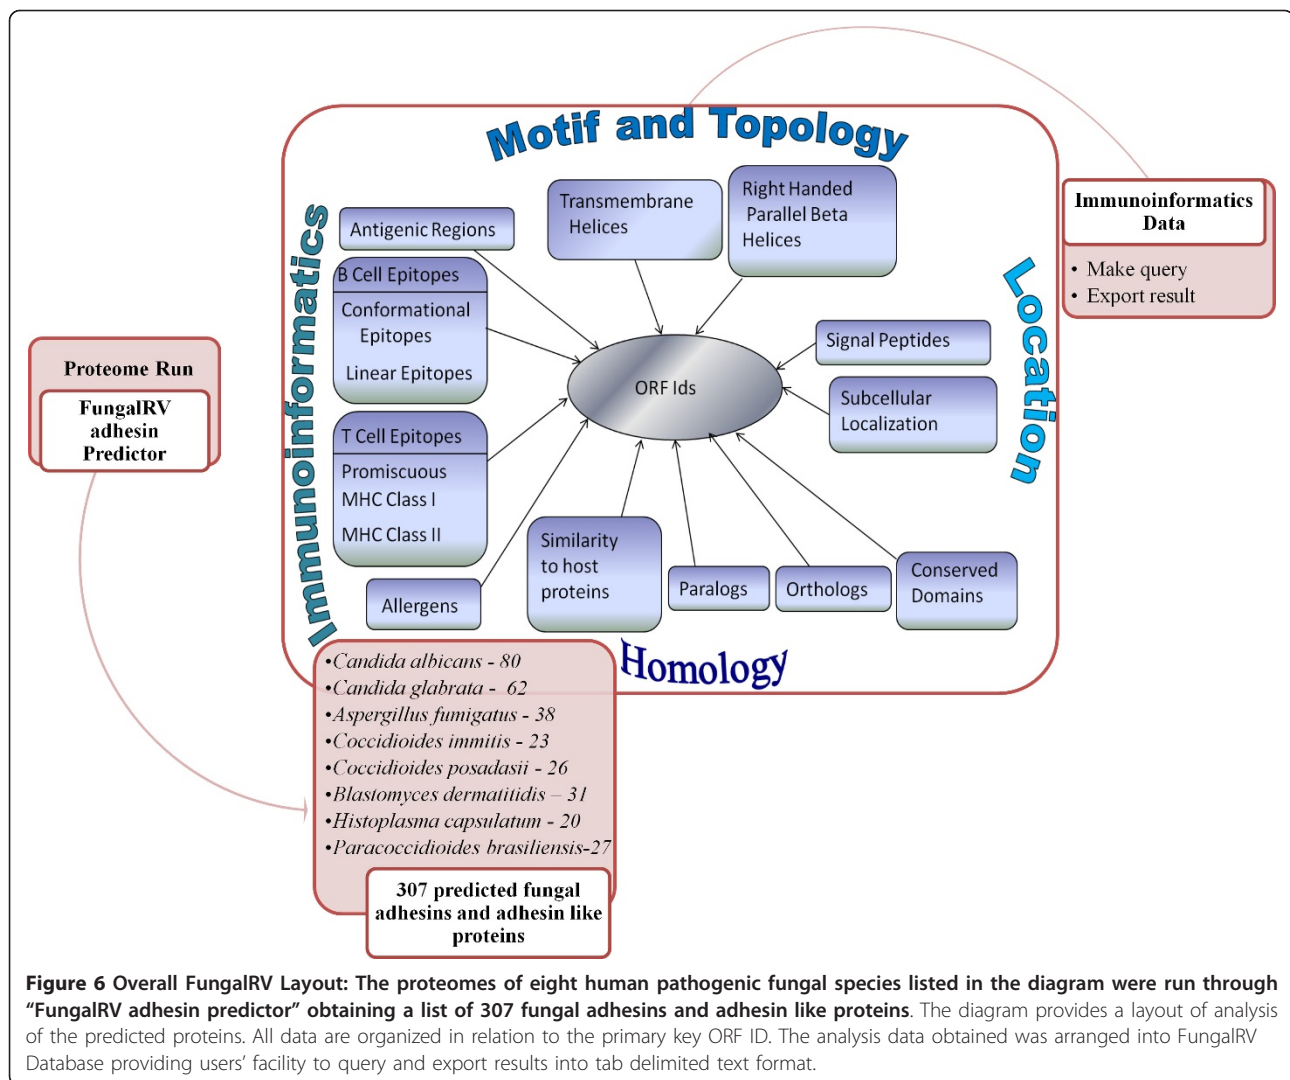 Motif and Topology
Immunoinformatics
Location
Homology
Transmembrane
Helices
Right Handed
Parallel Beta
Helices
Antigenic Regions
B Cell Epitopes
Conformational
Epitopes
Linear Epitopes
T Cell Epitopes
Promiscuous
MHC Class I
MHC Class II
Allergens
ORF Ids
Signal Peptides
Subcellular
Localization
Similarity
to host
proteins
Paralogs
Orthologs
Conserved
Domains
Immunoinformatics
Data
• Make query
• Export result
Proteome Run
FungalRV
adhesin
Predictor
•Candida albicans - 80
•Candida glabrata - 62
•Aspergillus fumigatus - 38
•Coccidioides immitis - 23
•Coccidioides posadasii - 26
•Blastomyces dermatitidis – 31
•Histoplasma capsulatum - 20
•Paracoccidioides brasiliensis-27
307 predicted fungal
adhesins and adhesin like
proteins
Figure 6 Overall FungalRV Layout: The proteomes of eight human pathogenic fungal species listed in the diagram were run through
“FungalRV adhesin predictor” obtaining a list of 307 fungal adhesins and adhesin like proteins. The diagram provides a layout of analysis
of the predicted proteins. All data are organized in relation to the primary key ORF ID. The analysis data obtained was arranged into FungalRV
Database providing users’ facility to query and export results into tab delimited text format.